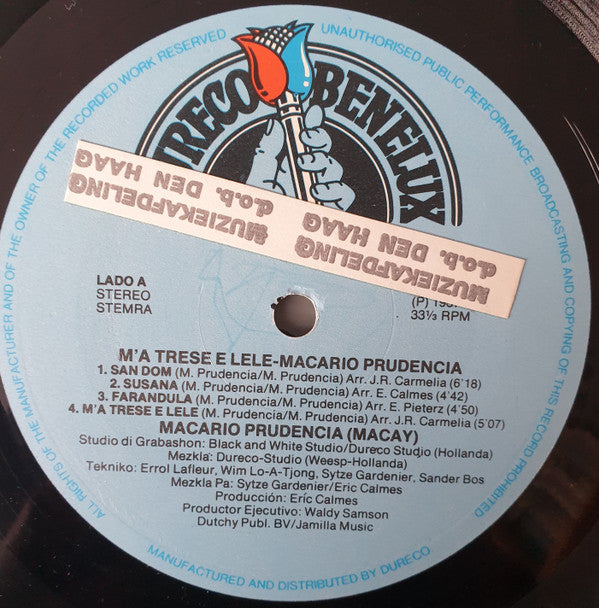 ALL RIGHTS OF THE MANUFACTURER AND OF THE OWNER OF THE RECORDED WORK RESERVED
UNAUTHORISED PUBLIC PERFORMANCE BROADCASTING AND COPYING OF THIS RECORD PROHIBITED
DURECO BENELUX
MUZIEKAFDELING MUZIEKAFDELING
d.o.b. DEN HAAG d.o.b. DEN HAAG
LADO A
STEREO
STEMRA
(P)
33⅓ RPM
M'A TRESE E LELE-MACARIO PRUDENCIA
1. SAN DOM (M. Prudencia/M. Prudencia) Arr. J.R. Carmelia (6'18)
2. SUSANA (M. Prudencia/M. Prudencia) Arr. E. Calmes (4'42)
3. FARANDULA (M. Prudencia/M. Prudencia) Arr. E. Pieterz (4'50)
4. M'A TRESE E LELE (M. Prudencia/M. Prudencia) Arr. J.R. Carmelia (5'07)
MACARIO PRUDENCIA (MACAY)
Studio di Grabashon: Black and White Studio/Dureco Studio (Hollanda)
Mezkla: Dureco-Studio (Weesp-Hollanda)
Tekniko: Errol Lafleur, Wim Lo-A-Tjong, Sytze Gardenier, Sander Bos
Mezkla Pa: Sytze Gardenier/Eric Calmes
Producción: Eric Calmes
Productor Ejecutivo: Waldy Samson
Dutchy Publ. BV/Jamilla Music
MANUFACTURED AND DISTRIBUTED BY DURECO